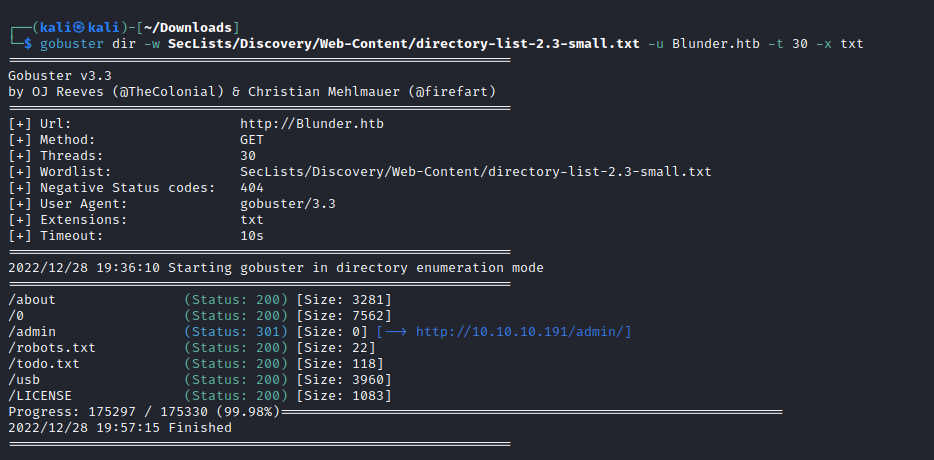 ┌──(kali㉿kali)-[~/Downloads]
└─$ gobuster dir -w SecLists/Discovery/Web-Content/directory-list-2.3-small.txt -u Blunder.htb -t 30 -x txt
===============================================================
Gobuster v3.3
by OJ Reeves (@TheColonial) & Christian Mehlmauer (@firefart)
===============================================================
[+] Url:                     http://Blunder.htb
[+] Method:                  GET
[+] Threads:                 30
[+] Wordlist:                SecLists/Discovery/Web-Content/directory-list-2.3-small.txt
[+] Negative Status codes:   404
[+] User Agent:              gobuster/3.3
[+] Extensions:              txt
[+] Timeout:                 10s
===============================================================
2022/12/28 19:36:10 Starting gobuster in directory enumeration mode
===============================================================
/about                (Status: 200) [Size: 3281]
/0                    (Status: 200) [Size: 7562]
/admin                (Status: 301) [Size: 0] [--> http://10.10.10.191/admin/]
/robots.txt           (Status: 200) [Size: 22]
/todo.txt             (Status: 200) [Size: 118]
/usb                  (Status: 200) [Size: 3960]
/LICENSE              (Status: 200) [Size: 1083]
Progress: 175297 / 175330 (99.98%)===============================================================
2022/12/28 19:57:15 Finished
===============================================================